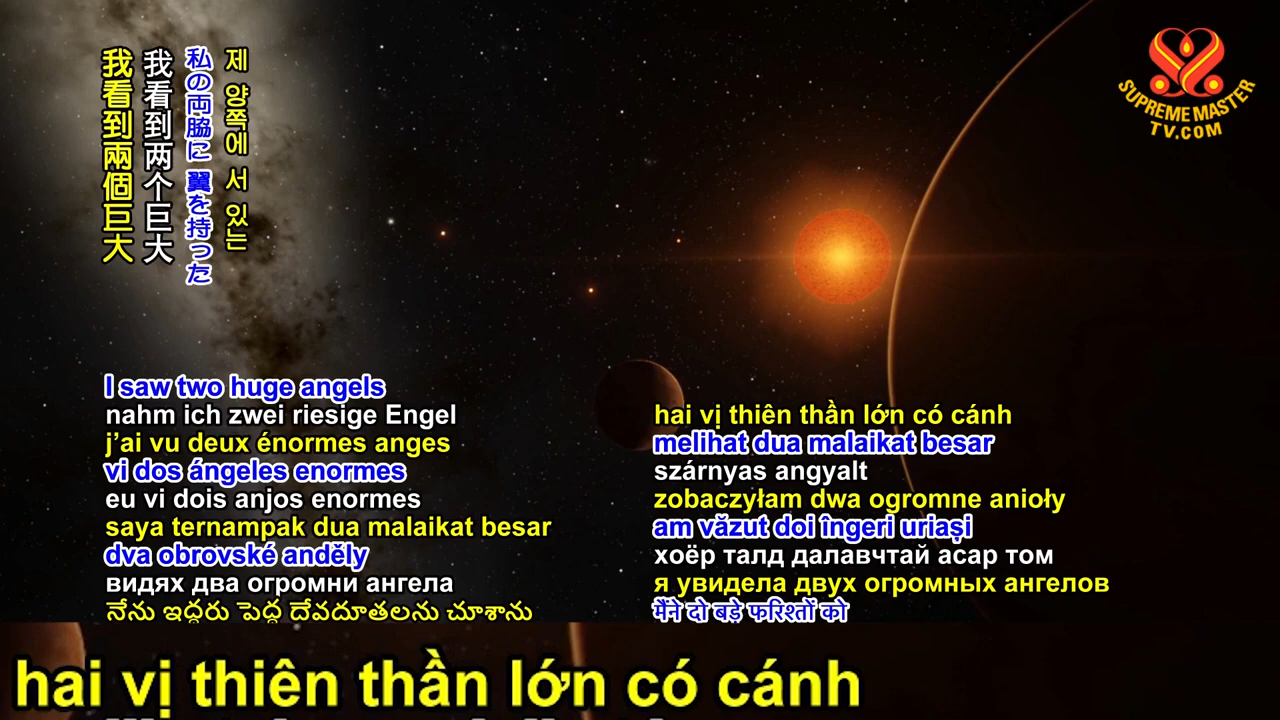 我看到兩個巨大
我看到两个巨大
私の両脇に 翼を持った
제 양쪽에 서 있는
SUPREME MASTER
TV.COM
I saw two huge angels
nahm ich zwei riesige Engel
j’ai vu deux énormes anges
vi dos ángeles enormes
eu vi dois anjos enormes
saya ternampak dua malaikat besar
dva obrovské anděly
видях два огромни ангела
నేను ఇద్దరు పెద్ద దేవదూతలను చూశాను
hai vị thiên thần lớn có cánh
melihat dua malaikat besar
szárnyas angyalt
zobaczyłam dwa ogromne anioły
am văzut doi îngeri uriași
хоёр талд далавчтай асар том
я увидела двух огромных ангелов
मैंने दो बड़े फरिश्तों को
hai vị thiên thần lớn có cánh